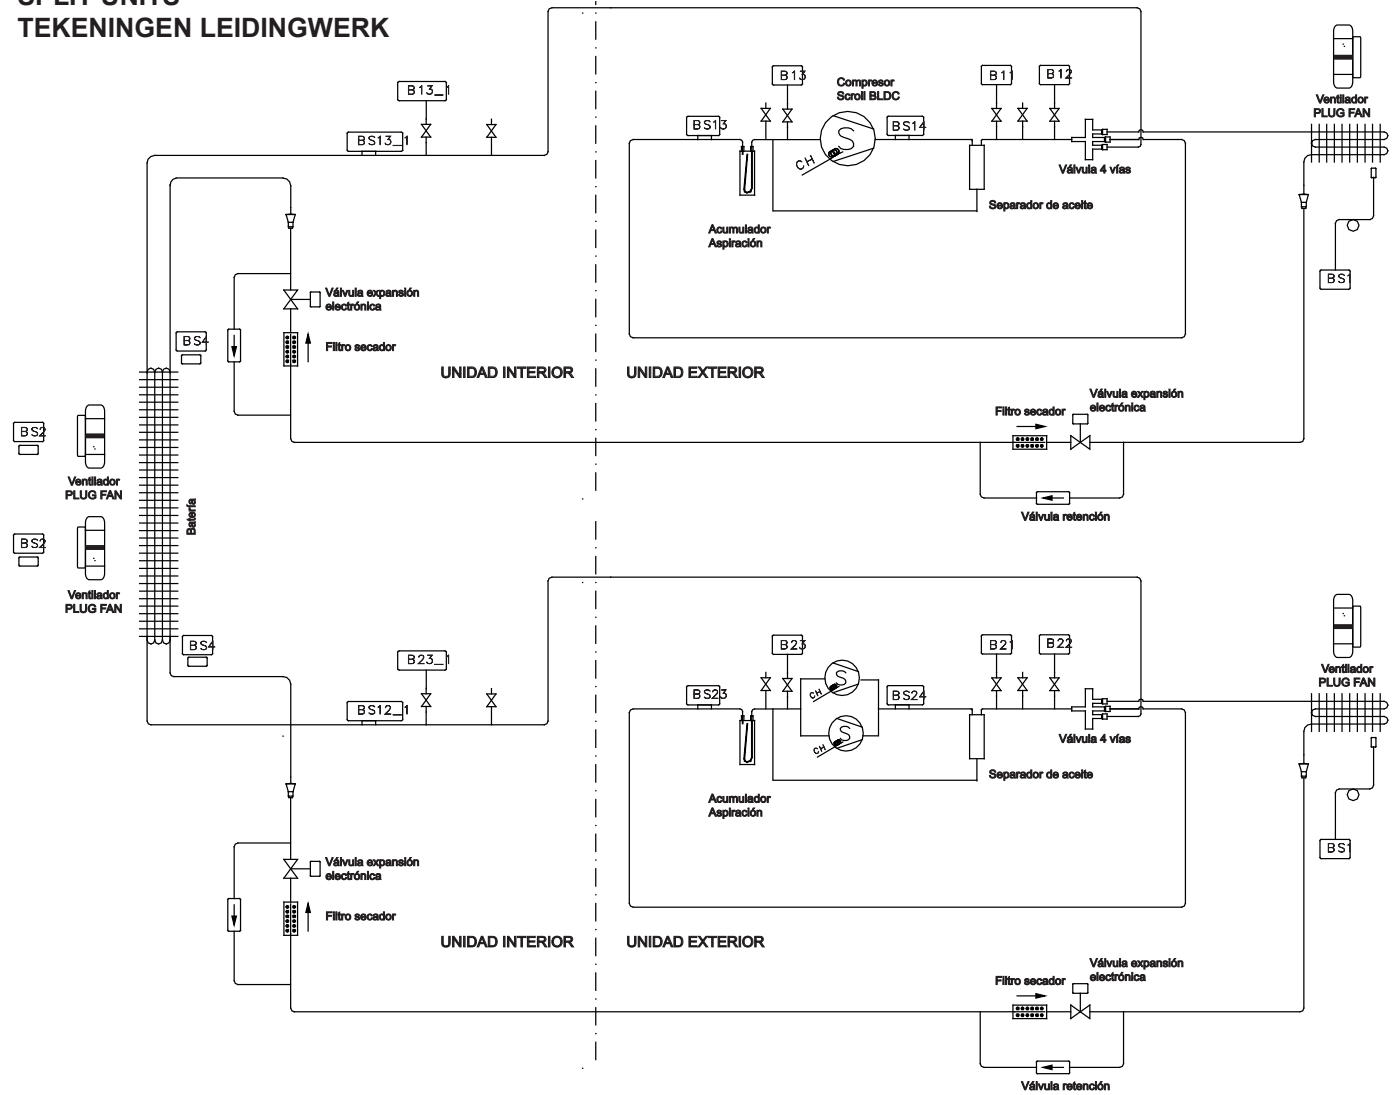 SPLIT UNITS
TEKENINGEN LEIDINGWERK
B13_1
BS13_1
BS13
B13
Compresor
Scroll BLDC
S
CH
BS14
B11
B12
Válvula 4 vías
Separador de aceite
Acumulador
Aspiración
Ventilador
PLUG FAN
BS1
Válvula expansión
electrónica
Filtro secador
BS4
UNIDAD INTERIOR
UNIDAD EXTERIOR
Filtro secador
Válvula expansión
electrónica
Válvula retención
BS2
Ventilador
PLUG FAN
Batería
BS2
Ventilador
PLUG FAN
BS4
B23_1
BS12_1
BS23
B23
S
CH
S
CH
BS24
B21
B22
Válvula 4 vías
Separador de aceite
Acumulador
Aspiración
Ventilador
PLUG FAN
BS1
Válvula expansión
electrónica
Filtro secador
UNIDAD INTERIOR
UNIDAD EXTERIOR
Filtro secador
Válvula expansión
electrónica
Válvula retención